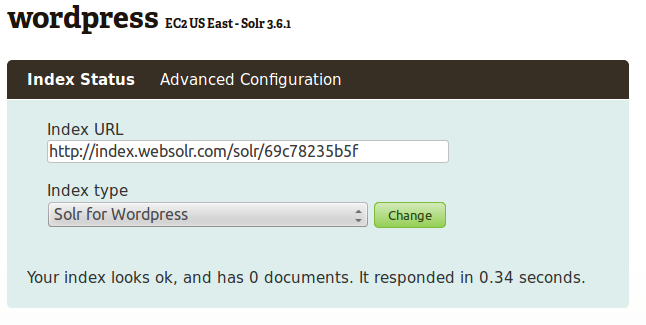 wordpress EC2 US East - Solr 3.6.1
Index Status Advanced Configuration
Index URL
http://index.websolr.com/solr/69c78235b5f
Index type
Solr for Wordpress Change
Your index looks ok, and has 0 documents. It responded in 0.34 seconds.